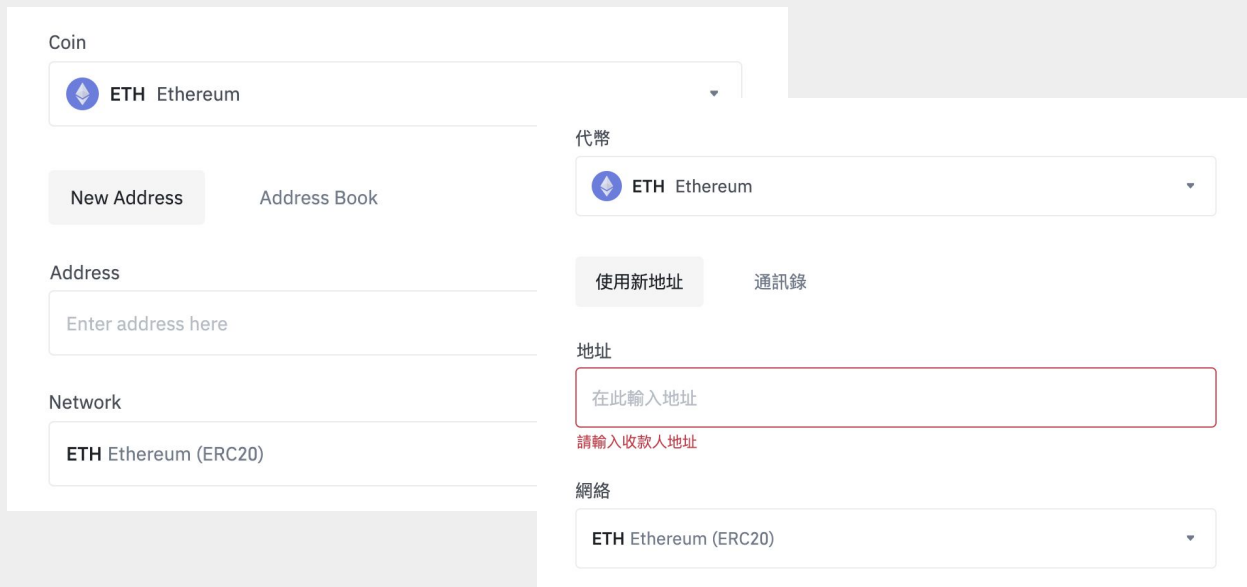 Coin
ETH Ethereum
New Address Address Book
Address
Enter address here
Network
ETH Ethereum (ERC20)
代幣
ETH Ethereum
使用新地址 通訊錄
地址
在此輸入地址
請輸入收款人地址
網絡
ETH Ethereum (ERC20)